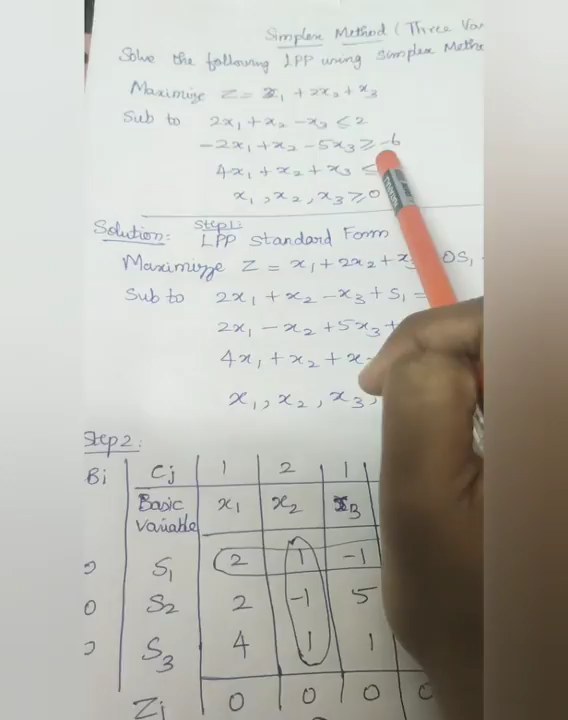 Simplex Method (Three Var
Solve the following LPP using Simplex Metho
Maximize Z = x₁ + 2x₂ + x₃
Sub to 2x₁ + x₂ - x₃ ≤ 2
-2x₁ + x₂ - 5x₃ ≥ -6
4x₁ + x₂ + x₃ ≤
x₁, x₂, x₃ ≥ 0
Solution: Step1:
LPP Standard Form
Maximize Z = x₁ + 2x₂ + x₃ 0S₁
Sub to 2x₁ + x₂ - x₃ + S₁ =
2x₁ - x₂ + 5x₃ +
4x₁ + x₂ + x
x₁, x₂, x₃,
Step2:
Bi Cj 1 2 1
Basic Variable x₁ x₂ x₃
0 S₁ 2 1 -1
0 S₂ 2 -1 5
0 S₃ 4 1 1
Zj 0 0 0 0